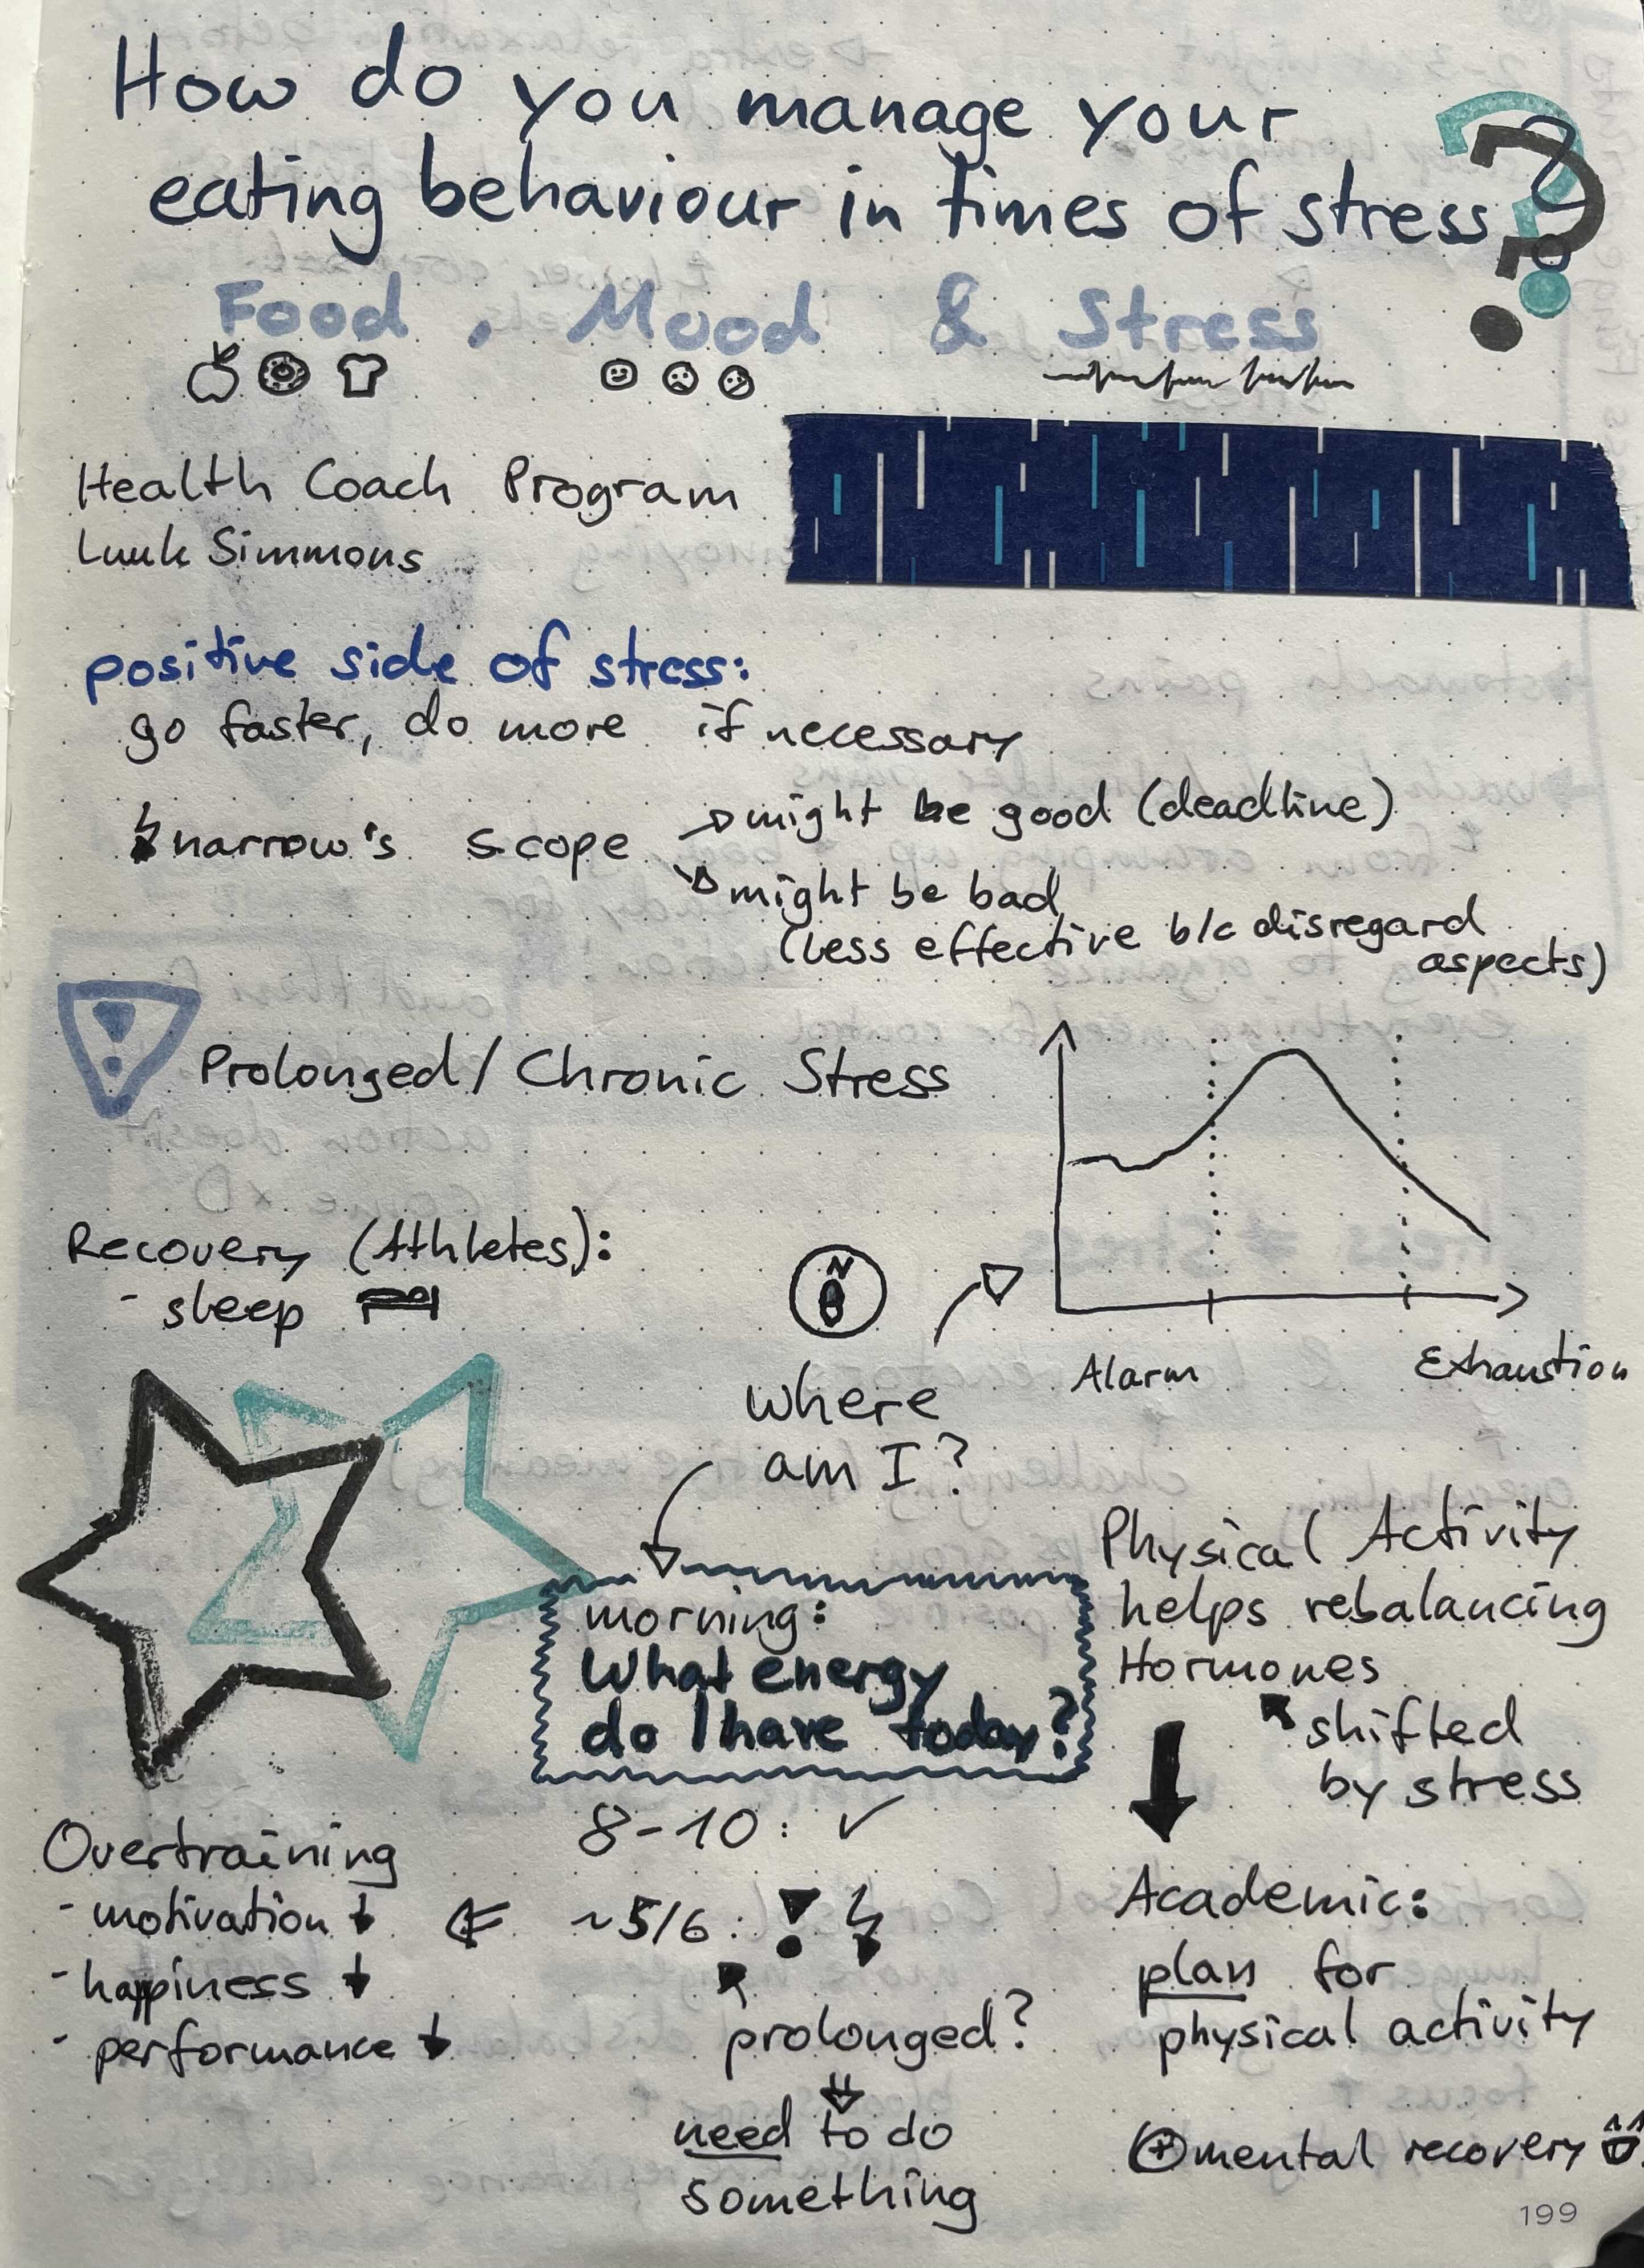 How do you manage your
eating behaviour in times of stress?
Food, Mood & Stress
Health Coach Program
Luuk Simmons
positive side of stress:
go faster, do more if necessary
narrow's scope
might be good (deadline)
might be bad
(less effective b/c disregard
aspects)
! Prolonged / Chronic Stress
Alarm
Exhaustion
Recovery (Athletes):
- sleep
N
Where
am I?
morning:
What energy
do I have today?
8-10: ✓
~5/6: !
prolonged?
need to do
something
Overtraining
- motivation ↓
- happiness ↓
- performance ↓
Physical Activity
helps rebalancing
Hormones
shifted
by stress
Academic:
plan for
physical activity
+ mental recovery
199